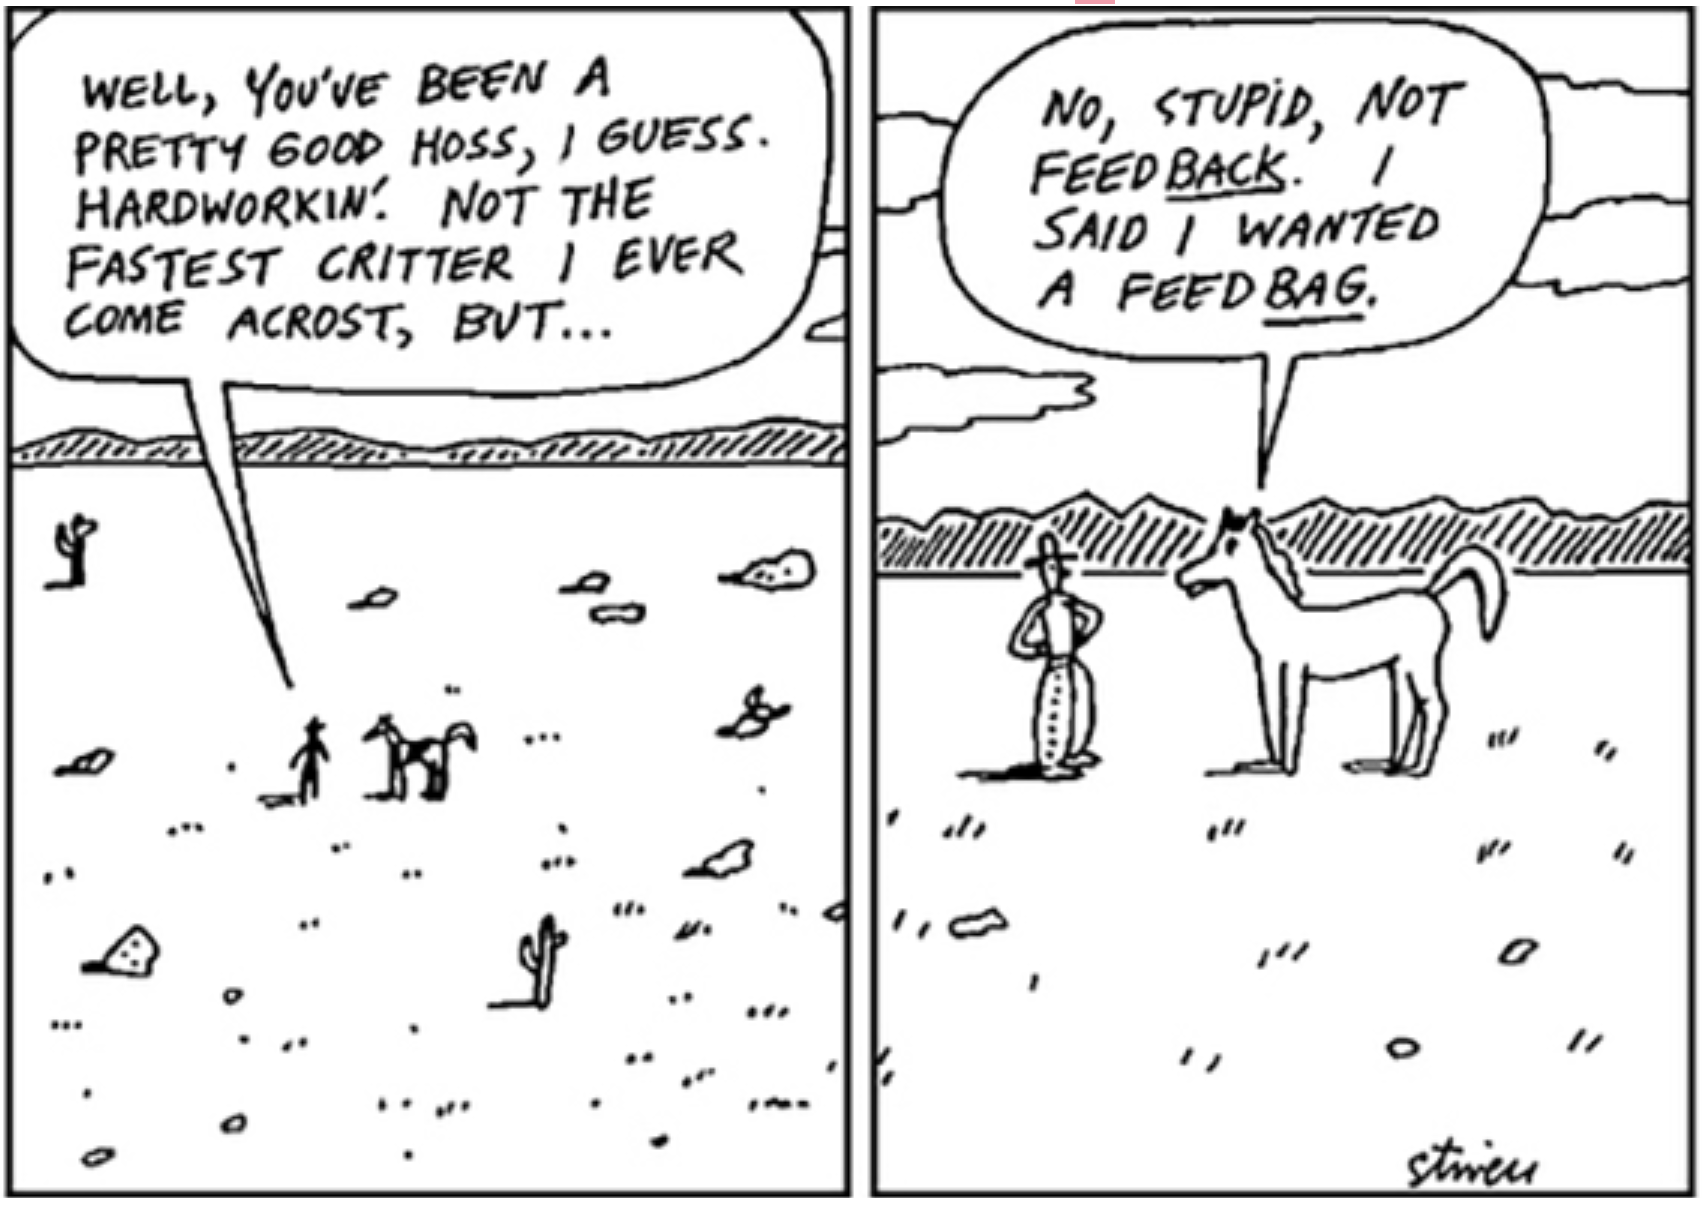 WELL, YOU'VE BEEN A
PRETTY GOOD HOSS, I GUESS.
HARDWORKIN'. NOT THE
FASTEST CRITTER I EVER
COME ACROST, BUT...
NO, STUPiD, NOT
FEEDBACK. I
SAID I WANTED
A FEEDBAG.